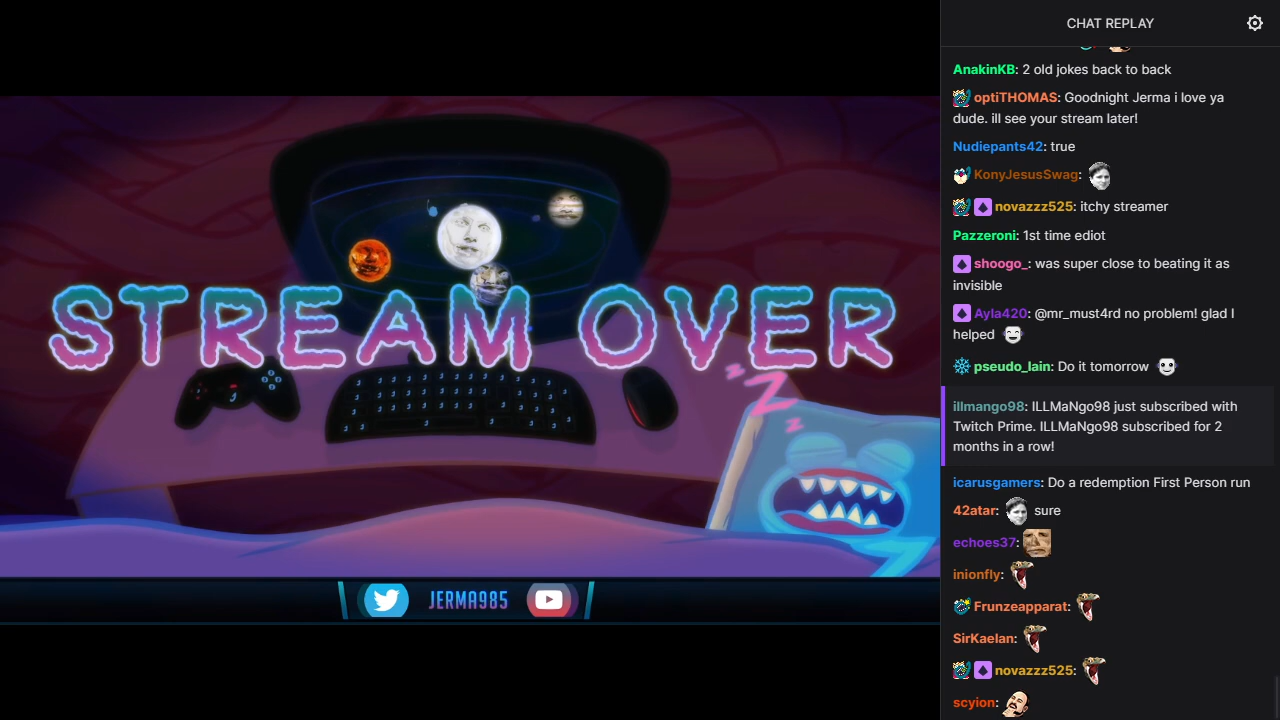 STREAM OVER
z
Z
z
JERMA985
CHAT REPLAY
AnakinKB: 2 old jokes back to back
optiTHOMAS: Goodnight Jerma i love ya
dude. ill see your stream later!
Nudiepants42: true
KonyJesusSwag:
novazzz525: itchy streamer
Pazzeroni: 1st time ediot
shoogo_: was super close to beating it as
invisible
Ayla420: @mr_must4rd no problem! glad I
helped
pseudo_lain: Do it tomorrow
illmango98: ILLMaNgo98 just subscribed with
Twitch Prime. ILLMaNgo98 subscribed for 2
months in a row!
icarusgamers: Do a redemption First Person run
42atar: sure
echoes37:
inionfly:
Frunzeapparat:
SirKaelan:
novazzz525:
scyion: